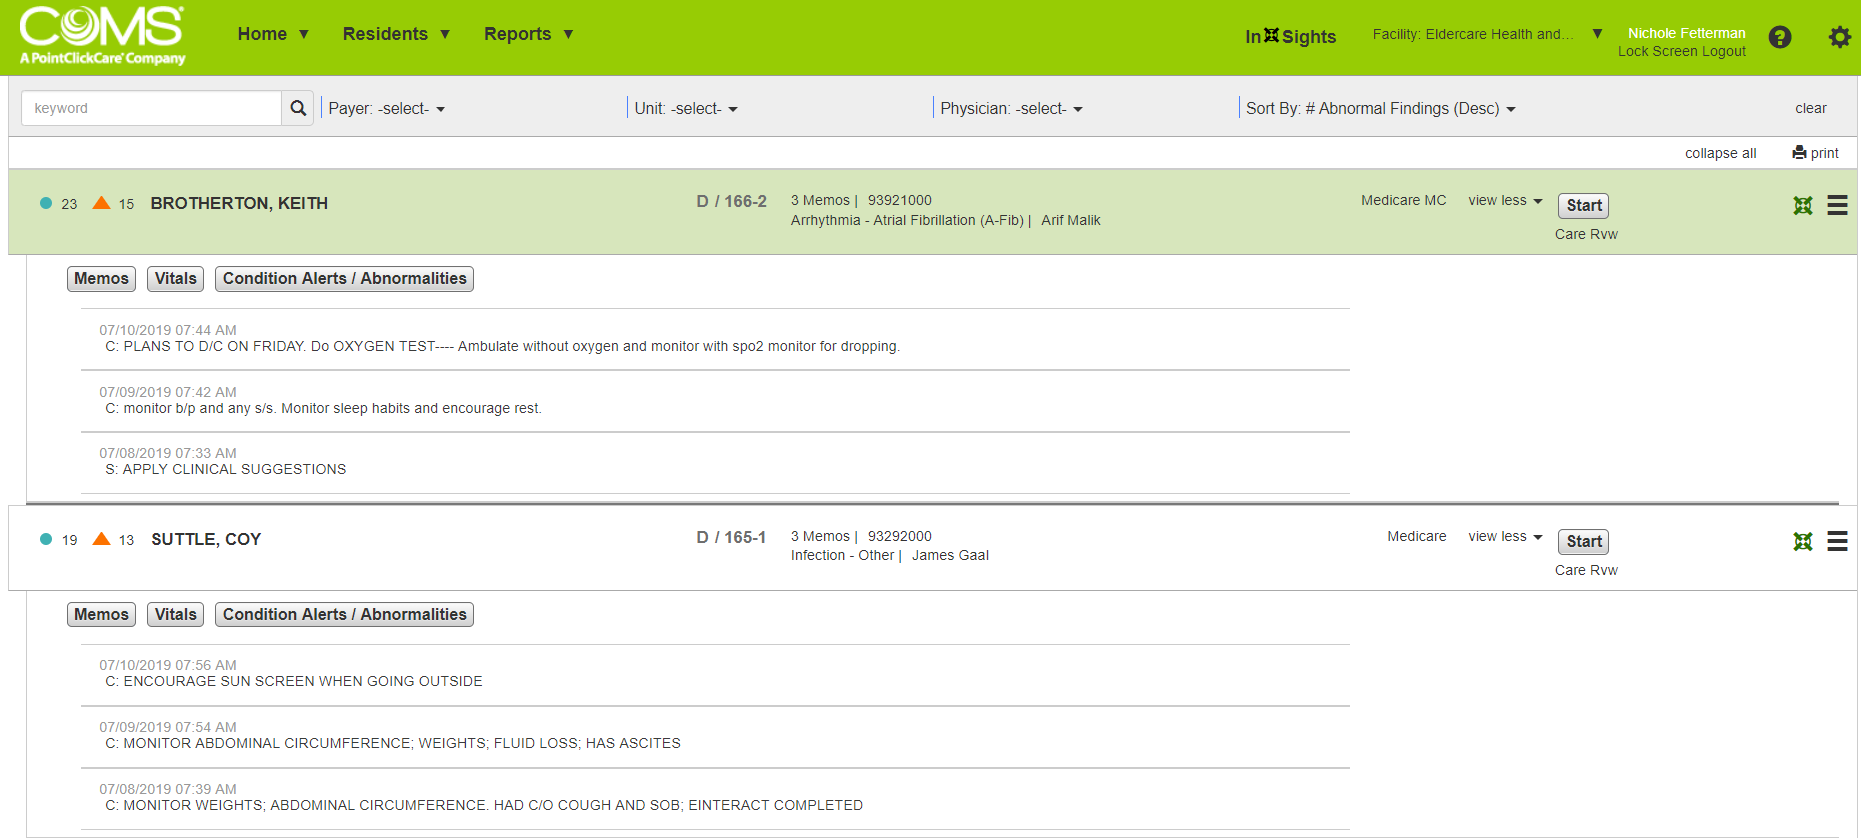 COMS
A PointClickCare® Company
Home ▼ Residents ▼ Reports ▼
InSights
Facility: Eldercare Health and... ▼
Nichole Fetterman
Lock Screen Logout
keyword
Payer: -select-
Unit: -select-
Physician: -select-
Sort By: # Abnormal Findings (Desc)
clear
collapse all
print
23 15 BROTHERTON, KEITH
D / 166-2
3 Memos | 93921000
Arrhythmia - Atrial Fibrillation (A-Fib) | Arif Malik
Medicare MC
view less
Start
Care Rvw
Memos Vitals Condition Alerts / Abnormalities
07/10/2019 07:44 AM
C: PLANS TO D/C ON FRIDAY. Do OXYGEN TEST---- Ambulate without oxygen and monitor with spo2 monitor for dropping.
07/09/2019 07:42 AM
C: monitor b/p and any s/s. Monitor sleep habits and encourage rest.
07/08/2019 07:33 AM
S: APPLY CLINICAL SUGGESTIONS
19 13 SUTTLE, COY
D / 165-1
3 Memos | 93292000
Infection - Other | James Gaal
Medicare
view less
Start
Care Rvw
Memos Vitals Condition Alerts / Abnormalities
07/10/2019 07:56 AM
C: ENCOURAGE SUN SCREEN WHEN GOING OUTSIDE
07/09/2019 07:54 AM
C: MONITOR ABDOMINAL CIRCUMFERENCE; WEIGHTS; FLUID LOSS; HAS ASCITES
07/08/2019 07:39 AM
C: MONITOR WEIGHTS; ABDOMINAL CIRCUMFERENCE. HAD C/O COUGH AND SOB; EINTERACT COMPLETED